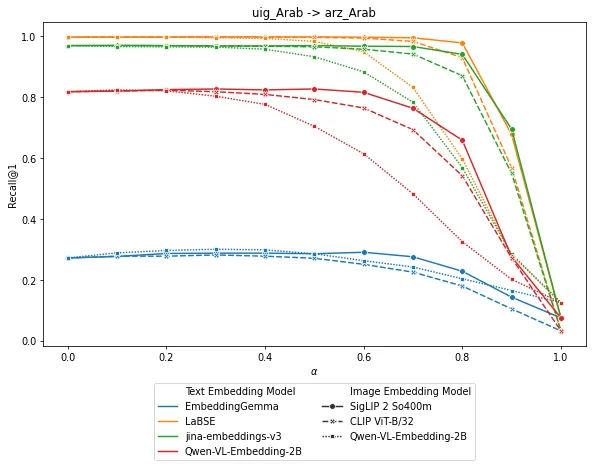 uig_Arab -> arz_Arab
1.0
0.8
0.6
0.4
0.2
0.0
Recall@1
0.0 0.2 0.4 0.6 0.8 1.0
α
Text Embedding Model
EmbeddingGemma
LaBSE
jina-embeddings-v3
Qwen-VL-Embedding-2B
Image Embedding Model
SigLIP 2 So400m
CLIP ViT-B/32
Qwen-VL-Embedding-2B